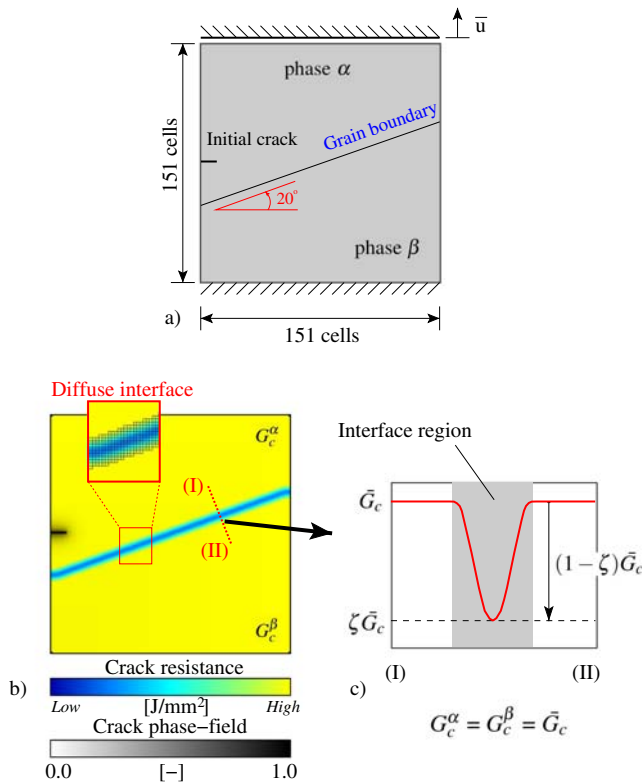 u̅
phase α
Grain boundary
Initial crack
151 cells
20°
phase β
a)
151 cells
Diffuse interface
G_c^α
(I)
(II)
G_c^β
b)
Crack resistance
Low [J/mm²] High
Crack phase–field
0.0 [–] 1.0
Interface region
Ḡ_c
(1 − ζ)Ḡ_c
ζḠ_c
(I) (II)
c)
G_c^α = G_c^β = Ḡ_c